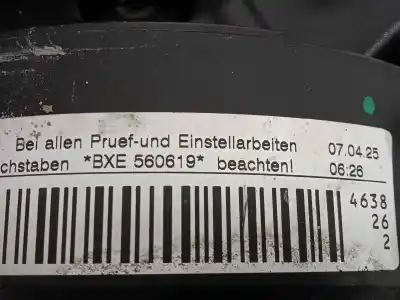 Bei allen Pruef-und Einstellarbeiten 07.04.25
chstaben *BXE 560619* beachten! 06:26
4638
26
2